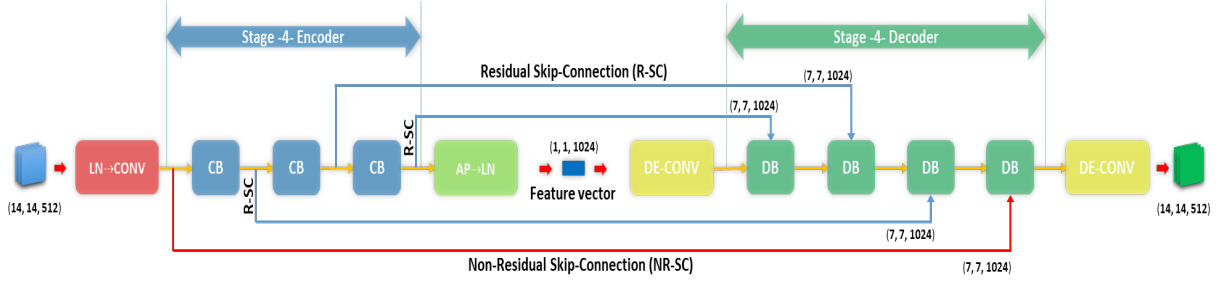 Stage -4- Encoder
Stage -4- Decoder
Residual Skip-Connection (R-SC)
(7, 7, 1024)
(7, 7, 1024)
R-SC
LN→CONV
CB
CB
CB
AP→LN
(1, 1, 1024)
Feature vector
DE-CONV
DB
DB
DB
DB
DE-CONV
(14, 14, 512)
R-SC
(14, 14, 512)
(7, 7, 1024)
Non-Residual Skip-Connection (NR-SC)
(7, 7, 1024)